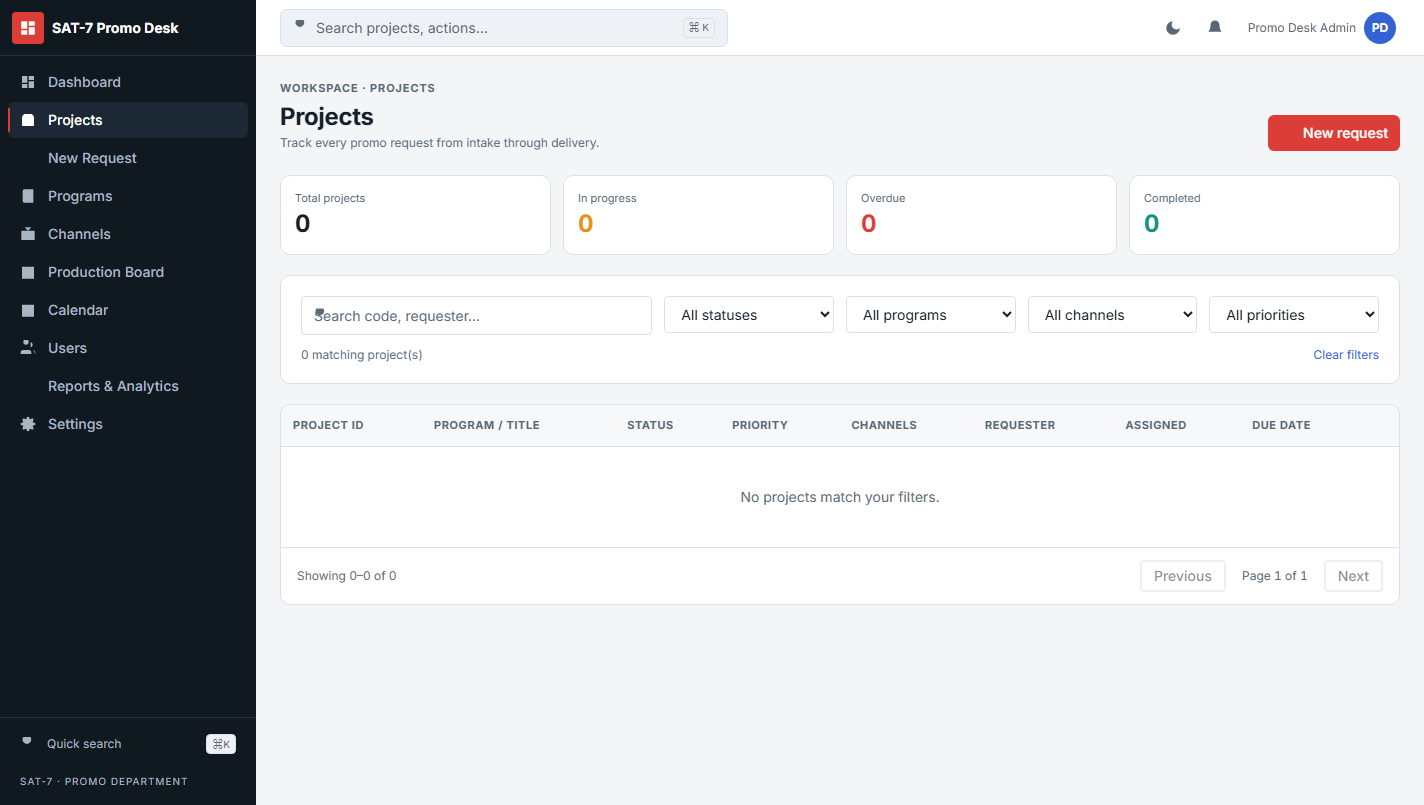 SAT-7 Promo Desk
Dashboard
Projects
New Request
Programs
Channels
Production Board
Calendar
Users
Reports & Analytics
Settings
Quick search
⌘K
SAT-7 · PROMO DEPARTMENT
Search projects, actions...
⌘ K
Promo Desk Admin
PD
WORKSPACE · PROJECTS
Projects
Track every promo request from intake through delivery.
New request
Total projects
0
In progress
0
Overdue
0
Completed
0
Search code, requester...
All statuses
All programs
All channels
All priorities
0 matching project(s)
Clear filters
PROJECT ID
PROGRAM / TITLE
STATUS
PRIORITY
CHANNELS
REQUESTER
ASSIGNED
DUE DATE
No projects match your filters.
Showing 0–0 of 0
Previous
Page 1 of 1
Next